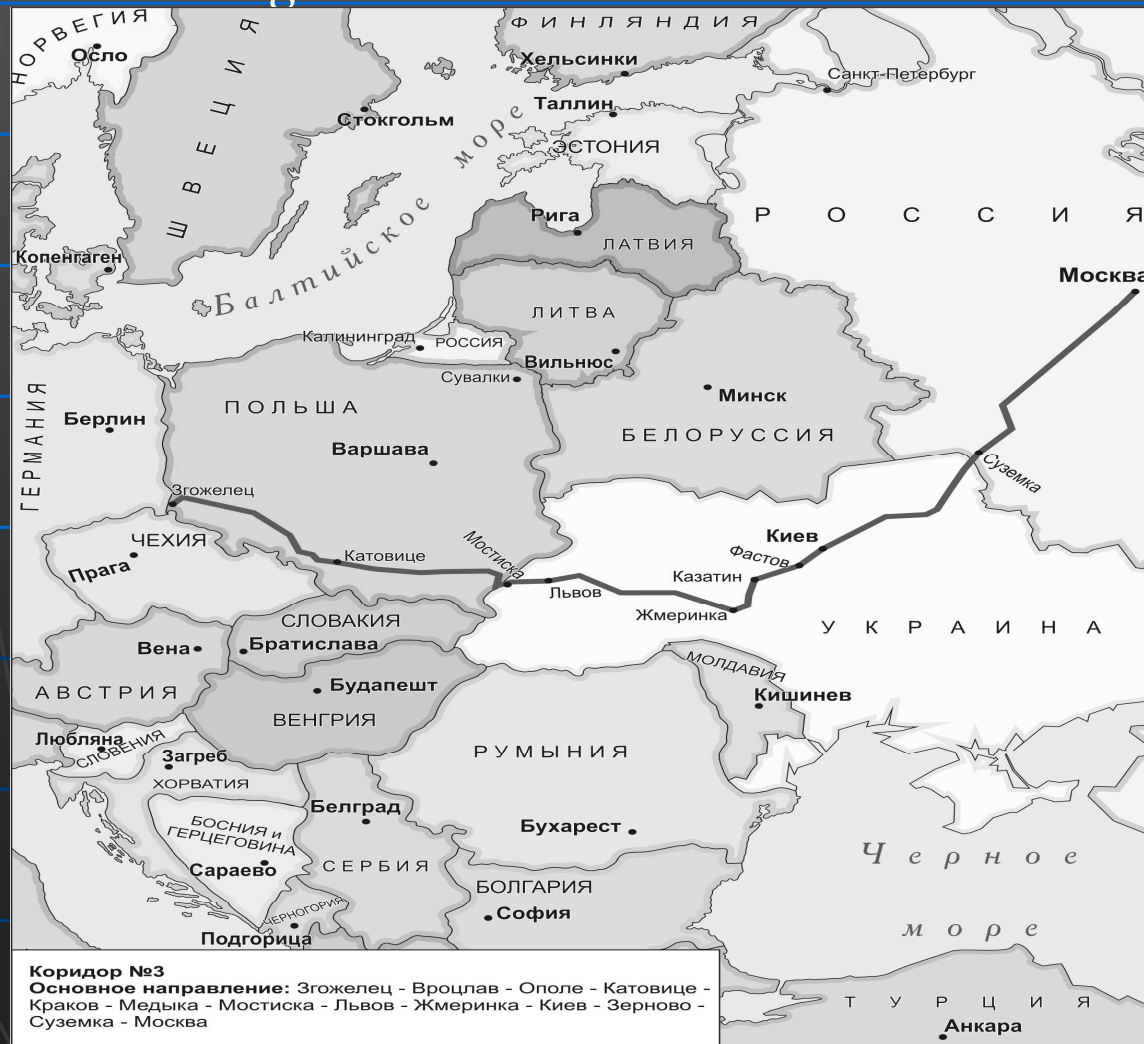 НОРВЕГИЯ
Осло
ШВЕЦИЯ
Стокгольм
ФИНЛЯНДИЯ
Хельсинки
Санкт-Петербург
Таллин
ЭСТОНИЯ
Балтийское море
Рига
ЛАТВИЯ
РОССИЯ
Москва
Копенгаген
ЛИТВА
Калининград
РОССИЯ
Вильнюс
Сувалки
Минск
БЕЛОРУССИЯ
ГЕРМАНИЯ
Берлин
ПОЛЬША
Варшава
Суземка
Згожелец
Катовице
Мостиска
Львов
Киев
Фастов
Казатин
Жмеринка
УКРАИНА
ЧЕХИЯ
Прага
СЛОВАКИЯ
Братислава
Вена
АВСТРИЯ
Будапешт
ВЕНГРИЯ
МОЛДАВИЯ
Кишинев
Любляна
СЛОВЕНИЯ
Загреб
ХОРВАТИЯ
РУМЫНИЯ
Бухарест
БОСНИЯ и
ГЕРЦЕГОВИНА
Сараево
Белград
СЕРБИЯ
БОЛГАРИЯ
София
ЧЕРНОГОРИЯ
Подгорица
Черное
море
ТУРЦИЯ
Анкара
Коридор №3
Основное направление: Згожелец - Вроцлав - Ополе - Катовице -
Краков - Медыка - Мостиска - Львов - Жмеринка - Киев - Зерново -
Суземка - Москва